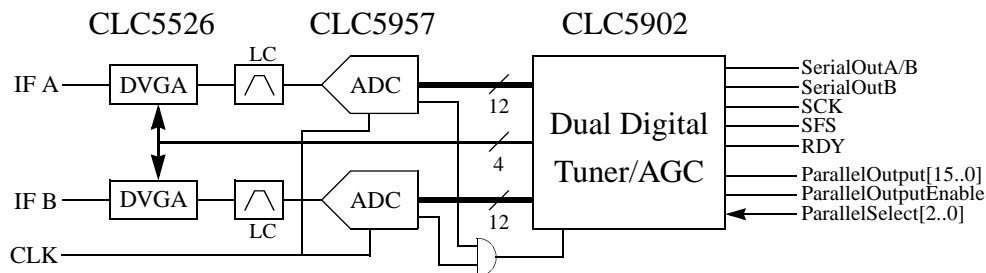 CLC5526 CLC5957 CLC5902
IF A
DVGA
LC
ADC
12
Dual Digital
Tuner/AGC
4
SerialOutA/B
SerialOutB
SCK
SFS
RDY
ParallelOutput[15..0]
ParallelOutputEnable
ParallelSelect[2..0]
IF B
DVGA
LC
ADC
12
CLK